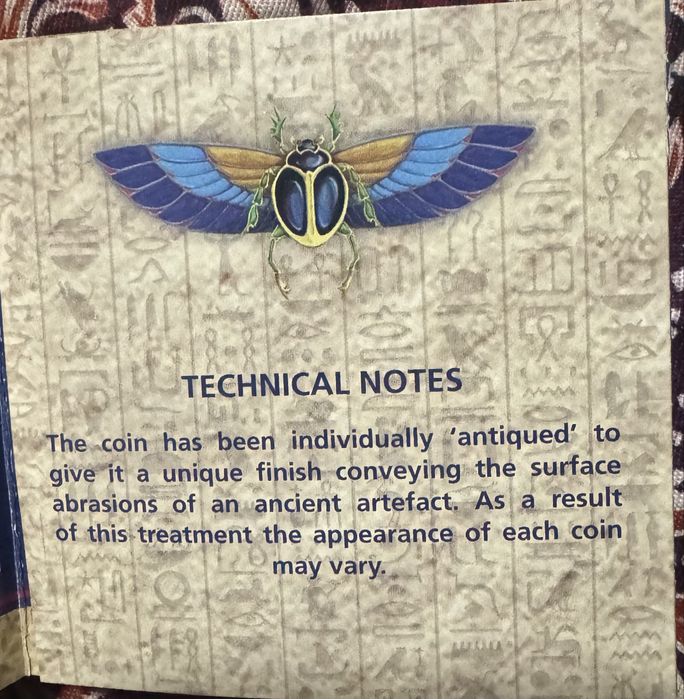 TECHNICAL NOTES
The coin has been individually ‘antiqued’ to
give it a unique finish conveying the surface
abrasions of an ancient artefact. As a result
of this treatment the appearance of each coin
may vary.